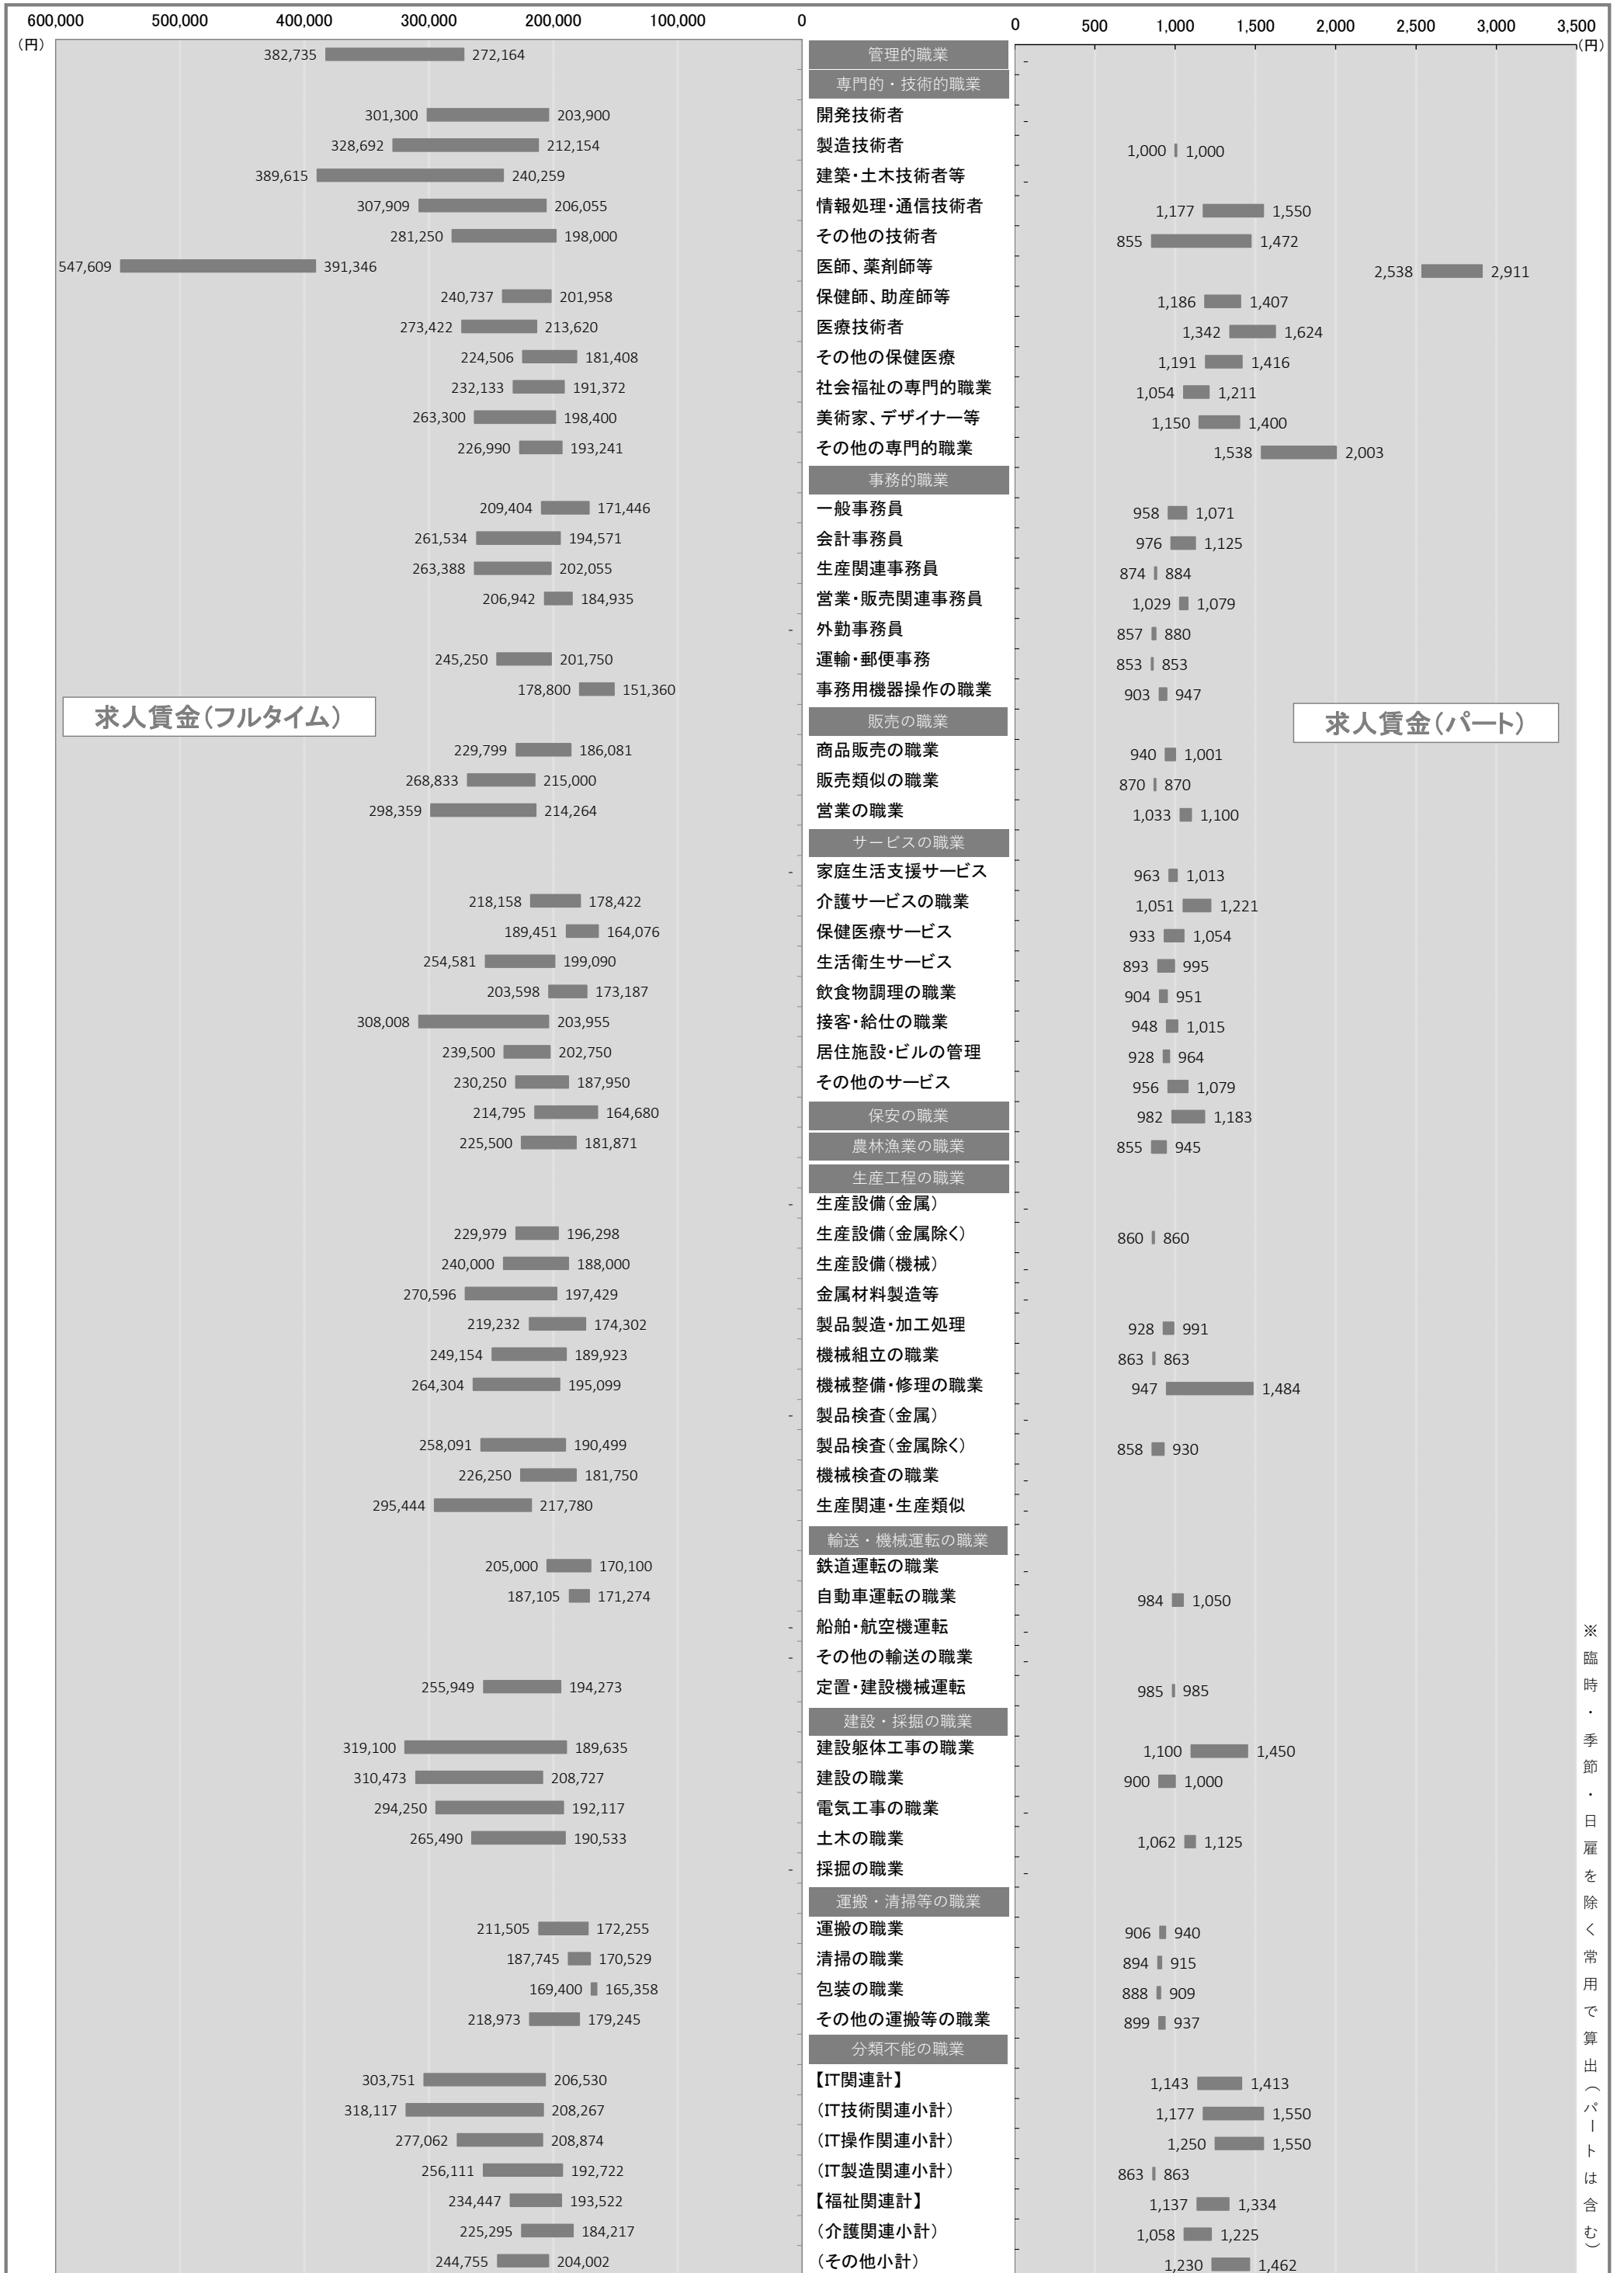 600,000 500,000 400,000 300,000 200,000 100,000 0 0 500 1,000 1,500 2,000 2,500 3,000 3,500
(円) (円)
382,735 272,164 管理的職業 -
専門的・技術的職業
301,300 203,900 開発技術者 -
328,692 212,154 製造技術者 1,000 1,000
389,615 240,259 建築・土木技術者等 -
307,909 206,055 情報処理・通信技術者 1,177 1,550
281,250 198,000 その他の技術者 855 1,472
547,609 391,346 医師、薬剤師等 2,538 2,911
240,737 201,958 保健師、助産師等 1,186 1,407
273,422 213,620 医療技術者 1,342 1,624
224,506 181,408 その他の保健医療 1,191 1,416
232,133 191,372 社会福祉の専門的職業 1,054 1,211
263,300 198,400 美術家、デザイナー等 1,150 1,400
226,990 193,241 その他の専門的職業 1,538 2,003
事務的職業
209,404 171,446 一般事務員 958 1,071
261,534 194,571 会計事務員 976 1,125
263,388 202,055 生産関連事務員 874 884
206,942 184,935 営業・販売関連事務員 1,029 1,079
- 外勤事務員 857 880
245,250 201,750 運輸・郵便事務 853 853
178,800 151,360 事務用機器操作の職業 903 947
求人賃金(フルタイム) 販売の職業 求人賃金(パート)
229,799 186,081 商品販売の職業 940 1,001
268,833 215,000 販売類似の職業 870 870
298,359 214,264 営業の職業 1,033 1,100
サービスの職業
- 家庭生活支援サービス 963 1,013
218,158 178,422 介護サービスの職業 1,051 1,221
189,451 164,076 保健医療サービス 933 1,054
254,581 199,090 生活衛生サービス 893 995
203,598 173,187 飲食物調理の職業 904 951
308,008 203,955 接客・給仕の職業 948 1,015
239,500 202,750 居住施設・ビルの管理 928 964
230,250 187,950 その他のサービス 956 1,079
214,795 164,680 保安の職業 982 1,183
225,500 181,871 農林漁業の職業 855 945
生産工程の職業
- 生産設備(金属) -
229,979 196,298 生産設備(金属除く) 860 860
240,000 188,000 生産設備(機械) -
270,596 197,429 金属材料製造等 -
219,232 174,302 製品製造・加工処理 928 991
249,154 189,923 機械組立の職業 863 863
264,304 195,099 機械整備・修理の職業 947 1,484
- 製品検査(金属) -
258,091 190,499 製品検査(金属除く) 858 930
226,250 181,750 機械検査の職業 -
295,444 217,780 生産関連・生産類似 -
輸送・機械運転の職業
205,000 170,100 鉄道運転の職業 -
187,105 171,274 自動車運転の職業 984 1,050
- 船舶・航空機運転 -
- その他の輸送の職業 -
255,949 194,273 定置・建設機械運転 985 985
建設・採掘の職業
319,100 189,635 建設躯体工事の職業 1,100 1,450
310,473 208,727 建設の職業 900 1,000
294,250 192,117 電気工事の職業 -
265,490 190,533 土木の職業 1,062 1,125
- 採掘の職業 -
運搬・清掃等の職業
211,505 172,255 運搬の職業 906 940
187,745 170,529 清掃の職業 894 915
169,400 165,358 包装の職業 888 909
218,973 179,245 その他の運搬等の職業 899 937
分類不能の職業
303,751 206,530 【IT関連計】 1,143 1,413
318,117 208,267 (IT技術関連小計) 1,177 1,550
277,062 208,874 (IT操作関連小計) 1,250 1,550
256,111 192,722 (IT製造関連小計) 863 863
234,447 193,522 【福祉関連計】 1,137 1,334
225,295 184,217 (介護関連小計) 1,058 1,225
244,755 204,002 (その他小計) 1,230 1,462
※臨時・季節・日雇を除く常用で算出(パートは含む)